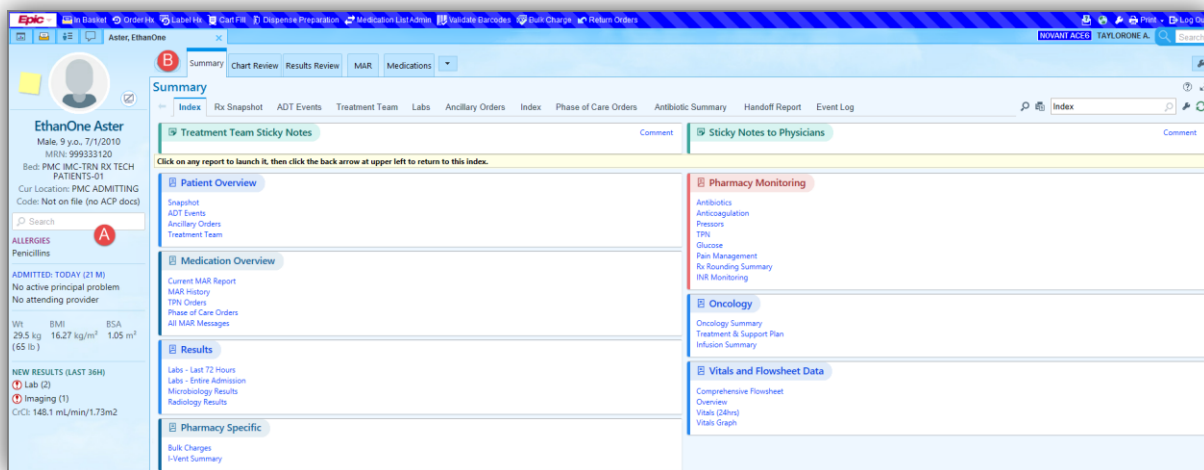 Epic In Basket Order Hx Label Hx Cart Fill Dispense Preparation Medication List Admin Validate Barcodes Bulk Charge Return Orders Print Log Ou
Aster, EthanOne × NOVANT ACE6 TAYLORONE A. Search
B Summary Chart Review Results Review MAR Medications
Summary
Index Rx Snapshot ADT Events Treatment Team Labs Ancillary Orders Index Phase of Care Orders Antibiotic Summary Handoff Report Event Log Index
EthanOne Aster
Male, 9 y.o., 7/1/2010
MRN: 999333120
Bed: PMC IMC-TRN RX TECH
PATIENTS-01
Cur Location: PMC ADMITTING
Code: Not on file (no ACP docs)
Search
A
ALLERGIES
Penicillins
ADMITTED: TODAY (21 M)
No active principal problem
No attending provider
Wt BMI BSA
29.5 kg 16.27 kg/m² 1.05 m²
(65 lb)
NEW RESULTS (LAST 36H)
Lab (2)
Imaging (1)
CrCl: 148.1 mL/min/1.73m2
Treatment Team Sticky Notes Comment
Sticky Notes to Physicians Comment
Click on any report to launch it, then click the back arrow at upper left to return to this index.
Patient Overview
Snapshot
ADT Events
Ancillary Orders
Treatment Team
Medication Overview
Current MAR Report
MAR History
TPN Orders
Phase of Care Orders
All MAR Messages
Results
Labs - Last 72 Hours
Labs - Entire Admission
Microbiology Results
Radiology Results
Pharmacy Specific
Bulk Charges
I-Vent Summary
Pharmacy Monitoring
Antibiotics
Anticoagulation
Pressors
TPN
Glucose
Pain Management
Rx Rounding Summary
INR Monitoring
Oncology
Oncology Summary
Treatment & Support Plan
Infusion Summary
Vitals and Flowsheet Data
Comprehensive Flowsheet
Overview
Vitals (24hrs)
Vitals Graph